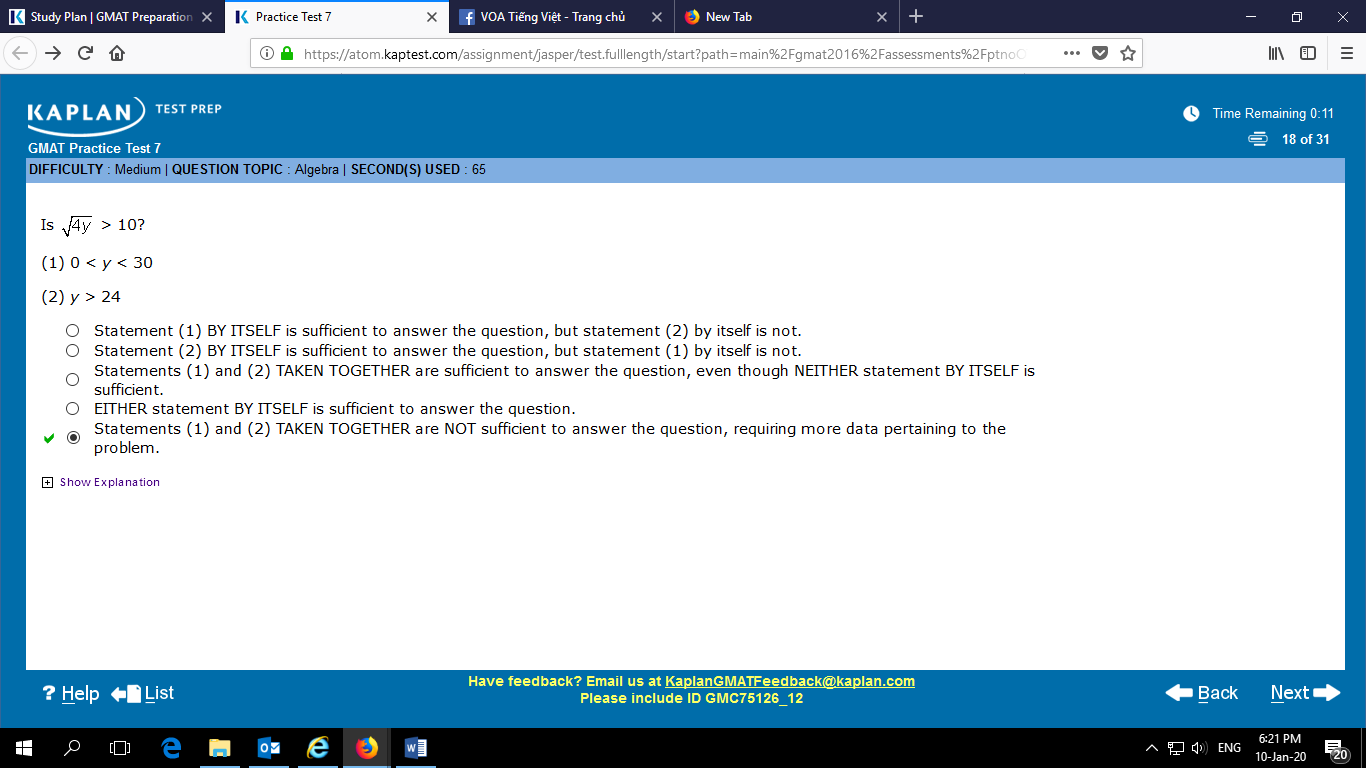 Study Plan | GMAT Preparation
Practice Test 7
VOA Tiếng Việt - Trang chủ
New Tab
https://atom.kaptest.com/assignment/jasper/test.fulllength/start?path=main%2Fgmat2016%2Fassessments%2Fptno
KAPLAN TEST PREP
Time Remaining 0:11
18 of 31
GMAT Practice Test 7
DIFFICULTY : Medium | QUESTION TOPIC : Algebra | SECOND(S) USED : 65
Is √4y > 10?
(1) 0 < y < 30
(2) y > 24
Statement (1) BY ITSELF is sufficient to answer the question, but statement (2) by itself is not.
Statement (2) BY ITSELF is sufficient to answer the question, but statement (1) by itself is not.
Statements (1) and (2) TAKEN TOGETHER are sufficient to answer the question, even though NEITHER statement BY ITSELF is
sufficient.
EITHER statement BY ITSELF is sufficient to answer the question.
Statements (1) and (2) TAKEN TOGETHER are NOT sufficient to answer the question, requiring more data pertaining to the
problem.
Show Explanation
? Help List
Have feedback? Email us at KaplanGMATFeedback@kaplan.com
Please include ID GMC75126_12
Back Next
ENG
6:21 PM
10-Jan-20
20